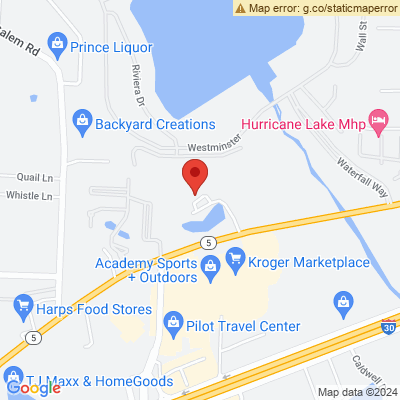 Map error: g.co/staticmaperror
Salem Rd
Prince Liquor
Riviera Dr
Wall St
Backyard Creations
Hurricane Lake Mhp
Westminster
Quail Ln
Whistle Ln
Waterfall Way
5
Academy Sports
+ Outdoors
Kroger Marketplace
Harps Food Stores
5
Pilot Travel Center
30
T J Maxx & HomeGoods
Caldwell
Map data ©2024